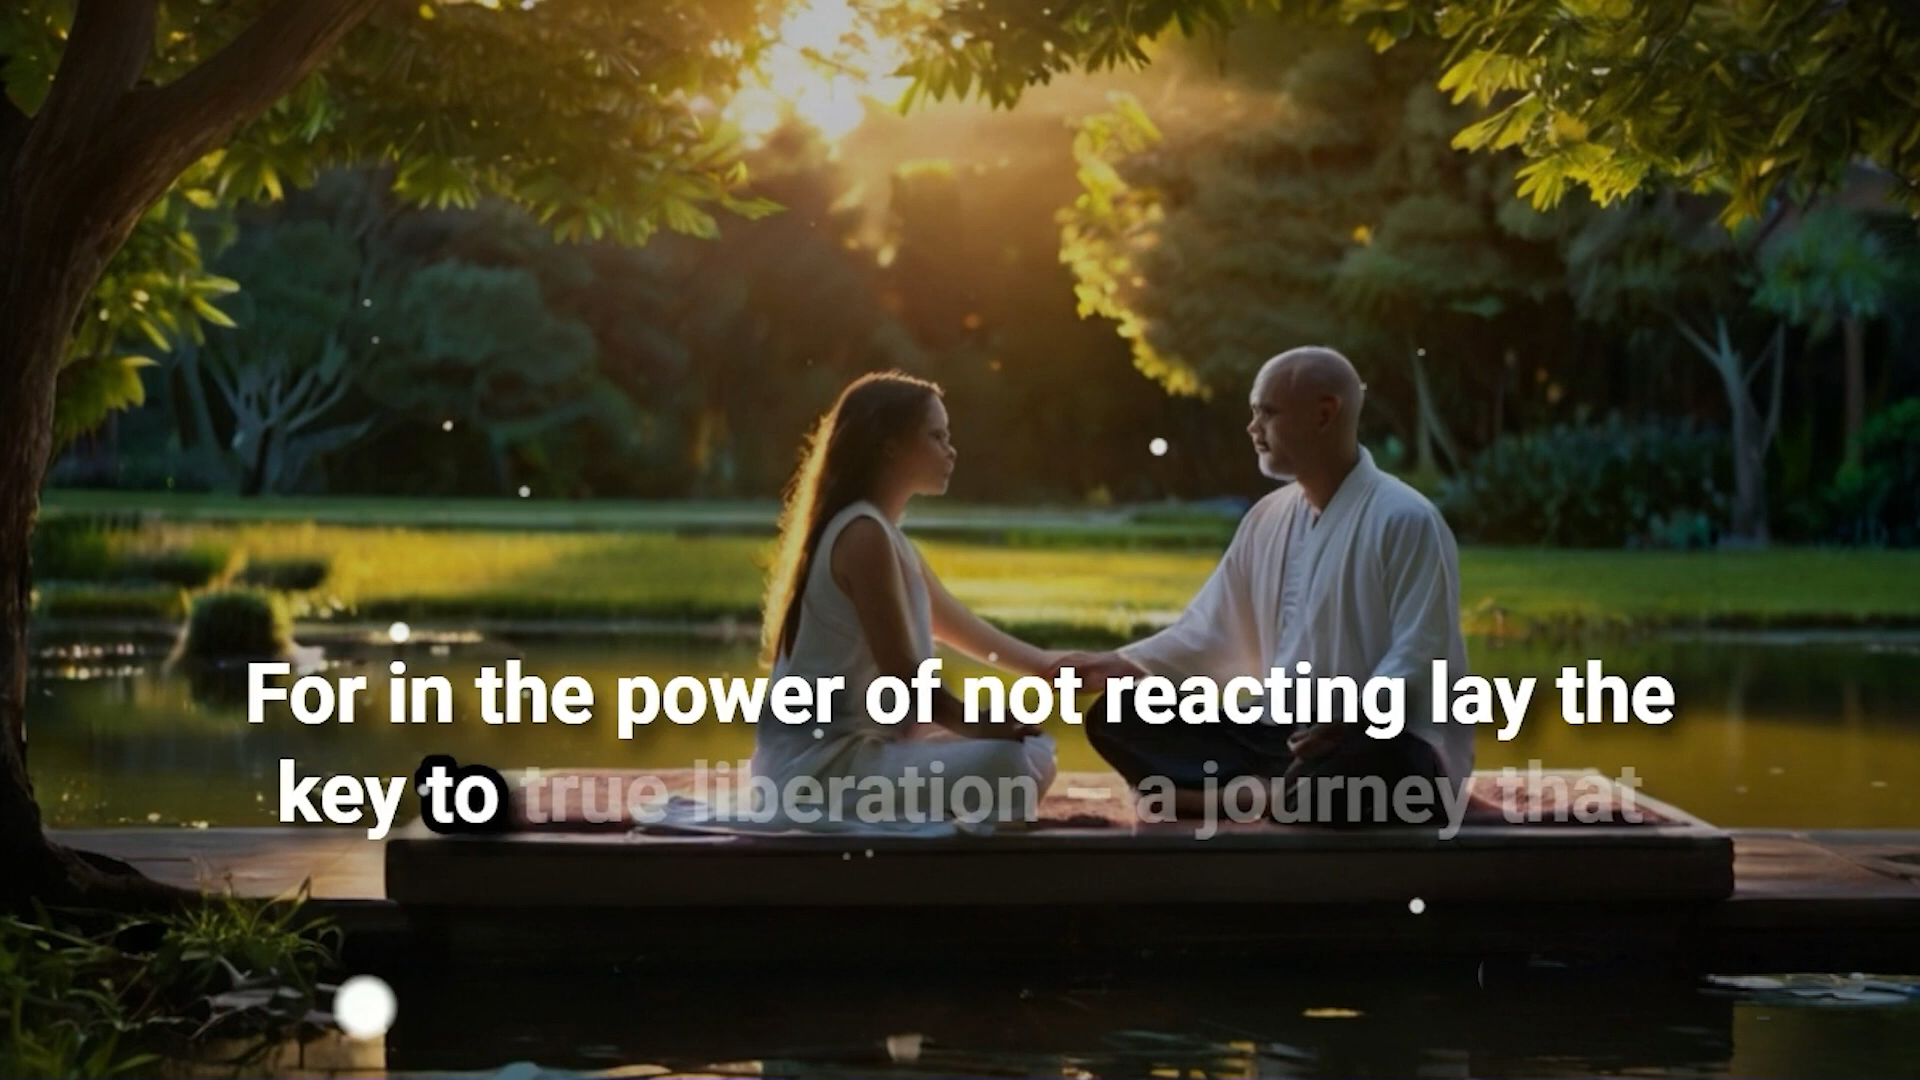 For in the power of not reacting lay the
key to true liberation – a journey that